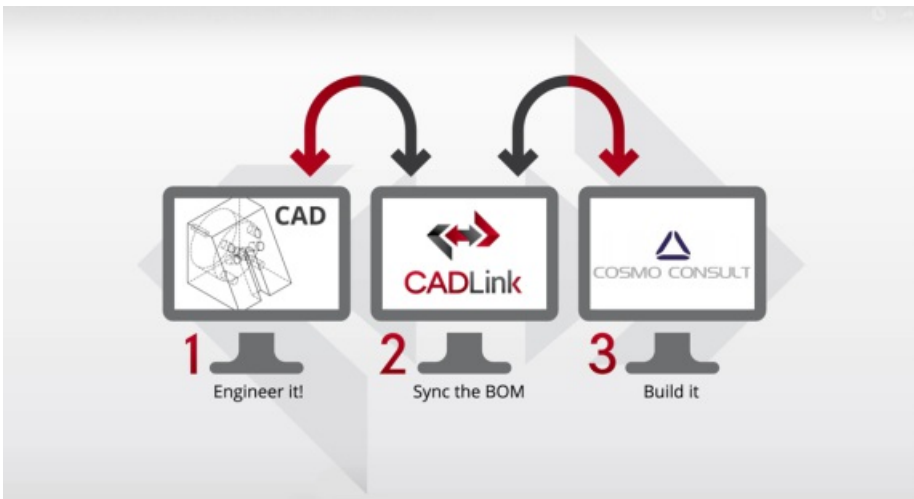 CAD
CADLink
COSMO CONSULT
1
Engineer it!
2
Sync the BOM
3
Build it